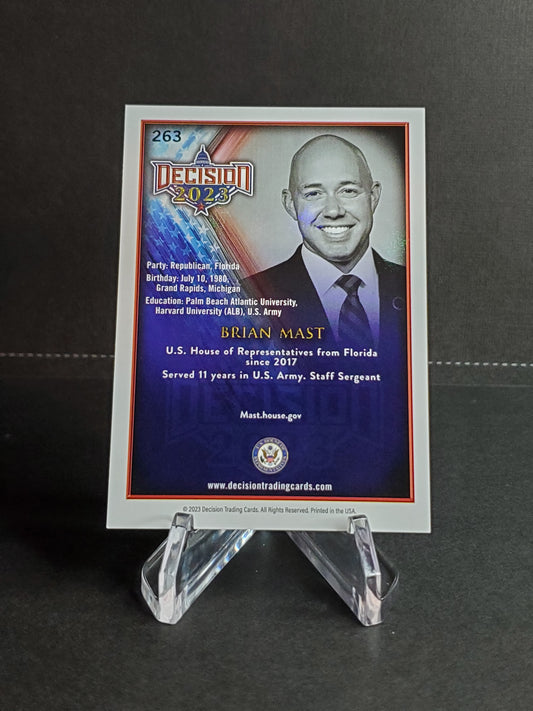 263
DECISION
2023
Party: Republican, Florida
Birthday: July 10, 1980,
Grand Rapids, Michigan
Education: Palm Beach Atlantic University,
Harvard University (ALB), U.S. Army
BRIAN MAST
U.S. House of Representatives from Florida
since 2017
Served 11 years in U.S. Army. Staff Sergeant
DECISION
2023
Mast.house.gov
www.decisiontradingcards.com
© 2023 Decision Trading Cards. All Rights Reserved. Printed in the USA.